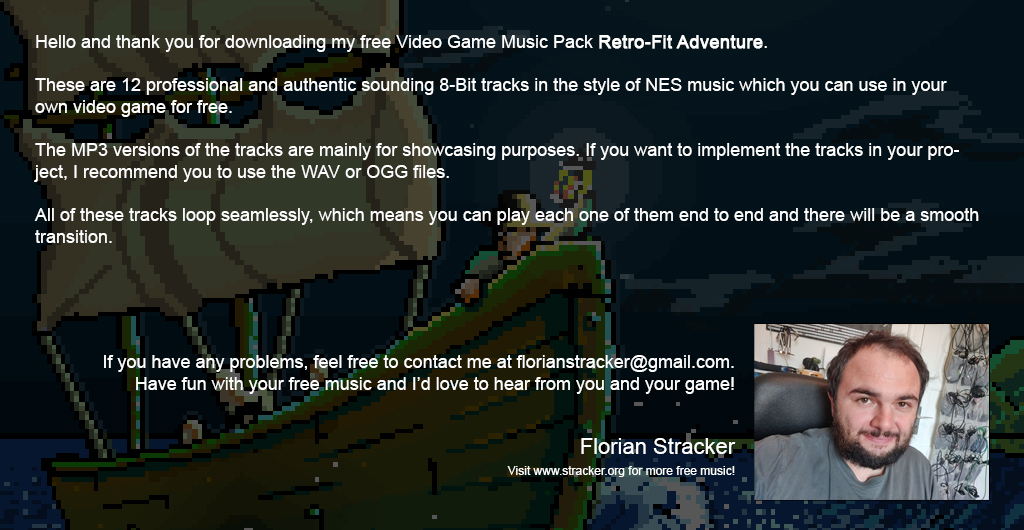 Hello and thank you for downloading my free Video Game Music Pack Retro-Fit Adventure.
These are 12 professional and authentic sounding 8-Bit tracks in the style of NES music which you can use in your
own video game for free.
The MP3 versions of the tracks are mainly for showcasing purposes. If you want to implement the tracks in your pro-
ject, I recommend you to use the WAV or OGG files.
All of these tracks loop seamlessly, which means you can play each one of them end to end and there will be a smooth
transition.
If you have any problems, feel free to contact me at florianstracker@gmail.com.
Have fun with your free music and I'd love to hear from you and your game!
Florian Stracker
Visit www.stracker.org for more free music!